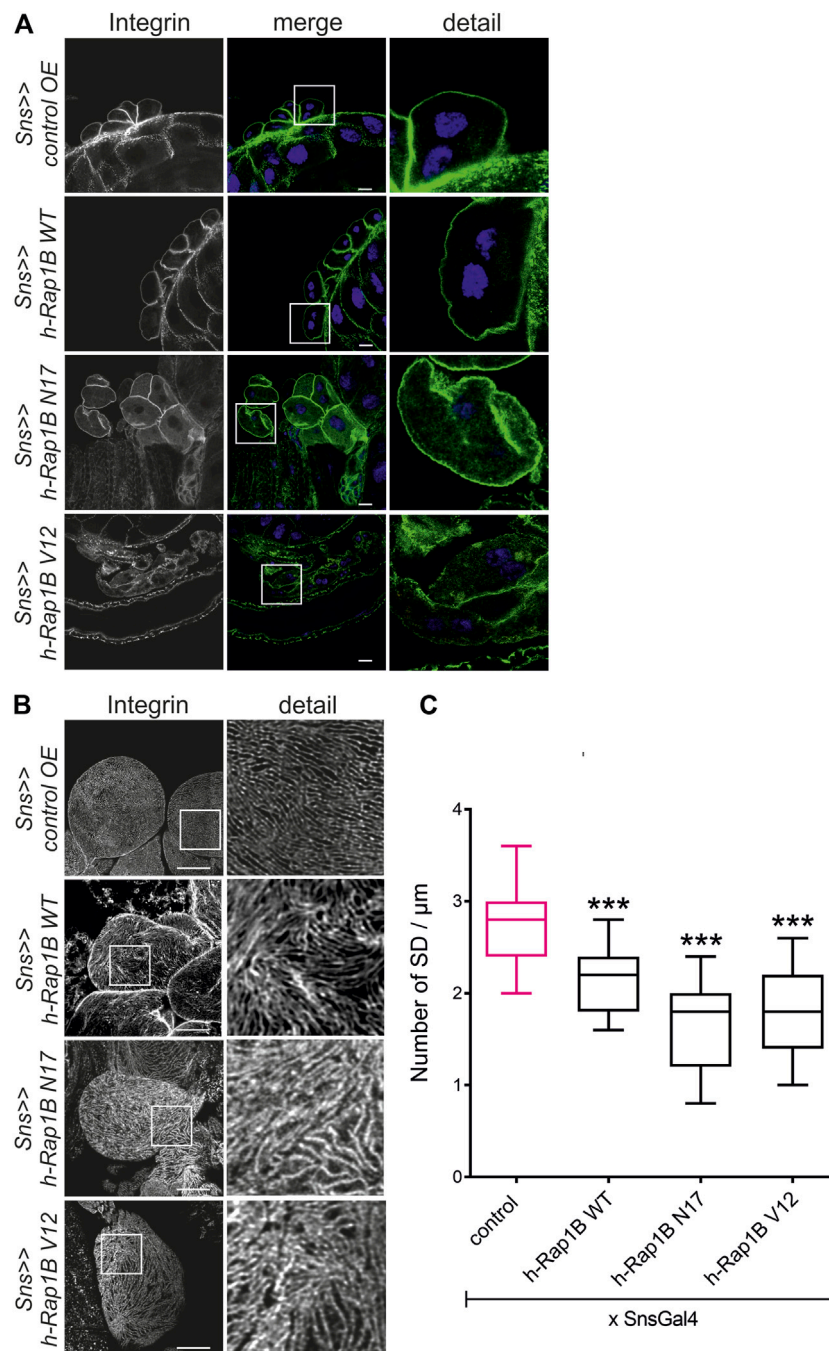 A
Integrin merge detail
Sns>>
control OE
Sns>>
h-Rap1B WT
Sns>>
h-Rap1B N17
Sns>>
h-Rap1B V12
B
Integrin detail
Sns>>
control OE
Sns>>
h-Rap1B WT
Sns>>
h-Rap1B N17
Sns>>
h-Rap1B V12
C
Number of SD / µm
4
3
2
1
0
***
***
***
control
h-Rap1B WT
h-Rap1B N17
h-Rap1B V12
x SnsGal4